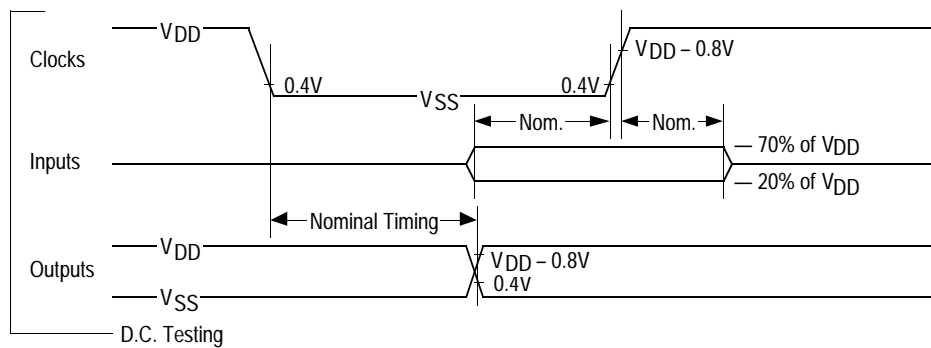 VDD
Clocks
VDD – 0.8V
0.4V
0.4V
VSS
Nom.
Nom.
70% of VDD
Inputs
20% of VDD
Nominal Timing
VDD
VDD – 0.8V
Outputs
0.4V
VSS
D.C. Testing